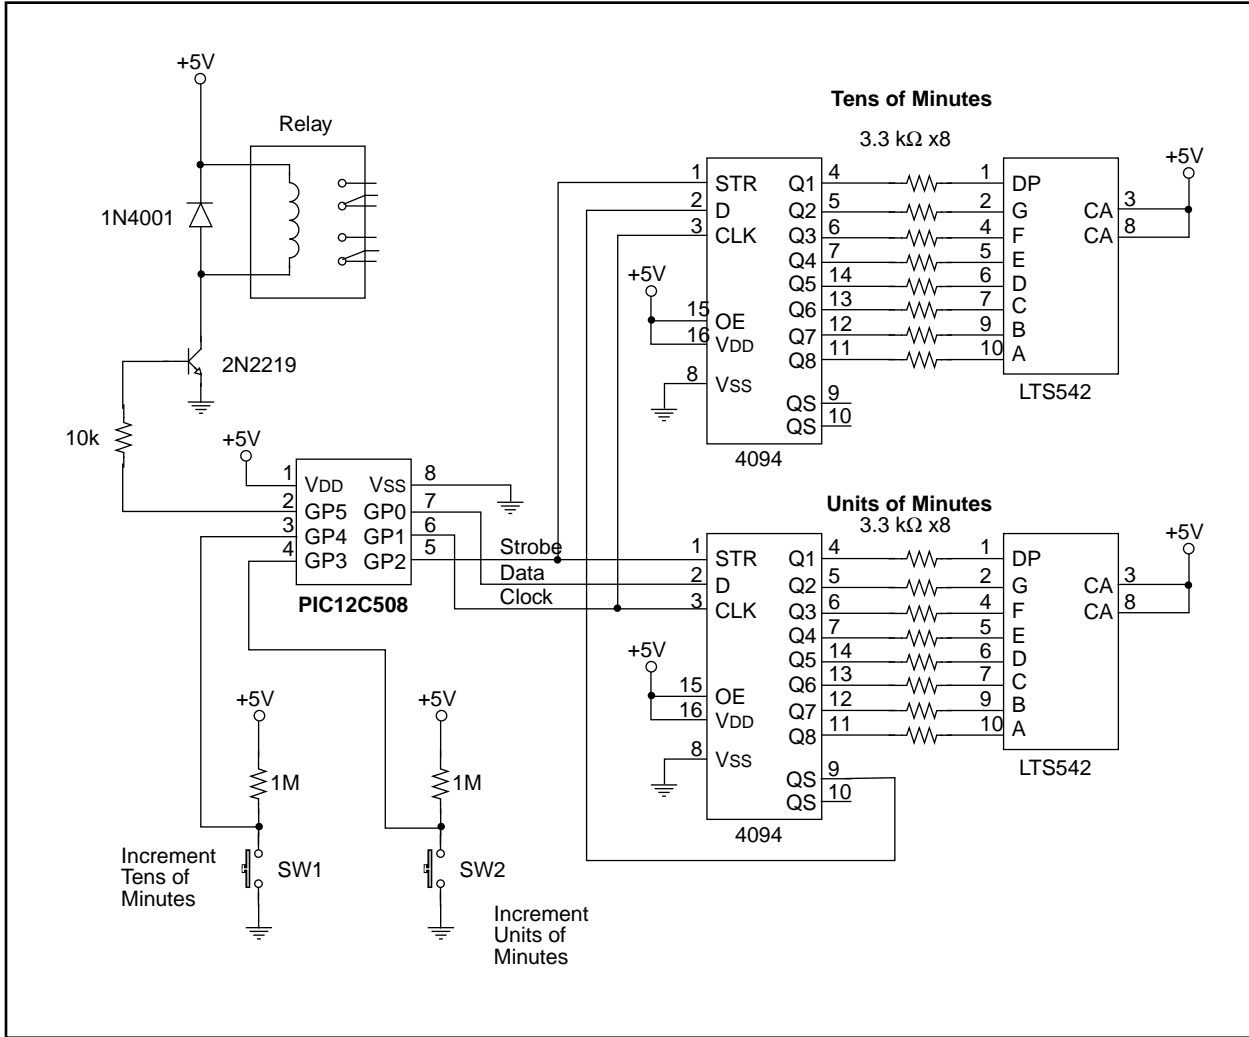 +5V
Relay
1N4001
2N2219
10k
+5V
1
2
3
4
VDD
GP5
GP4
GP3
VSS
GP0
GP1
GP2
8
7
6
5
PIC12C508
Strobe
Data
Clock
+5V
1M
SW1
Increment
Tens of
Minutes
+5V
1M
SW2
Increment
Units of
Minutes
Tens of Minutes
3.3 kΩ x8
1 STR Q1 4
2 D Q2 5
3 CLK Q3 6
Q4 7
+5V
Q5 14
15 OE Q6 13
16 VDD Q7 12
Q8 11
8 VSS
QS 9
QS 10
4094
1 DP
2 G
4 F
5 E
6 D
7 C
9 B
10 A
CA 3
CA 8
+5V
LTS542
Units of Minutes
3.3 kΩ x8
1 STR Q1 4
2 D Q2 5
3 CLK Q3 6
Q4 7
+5V
Q5 14
15 OE Q6 13
16 VDD Q7 12
Q8 11
8 VSS
QS 9
QS 10
4094
1 DP
2 G
4 F
5 E
6 D
7 C
9 B
10 A
CA 3
CA 8
+5V
LTS542